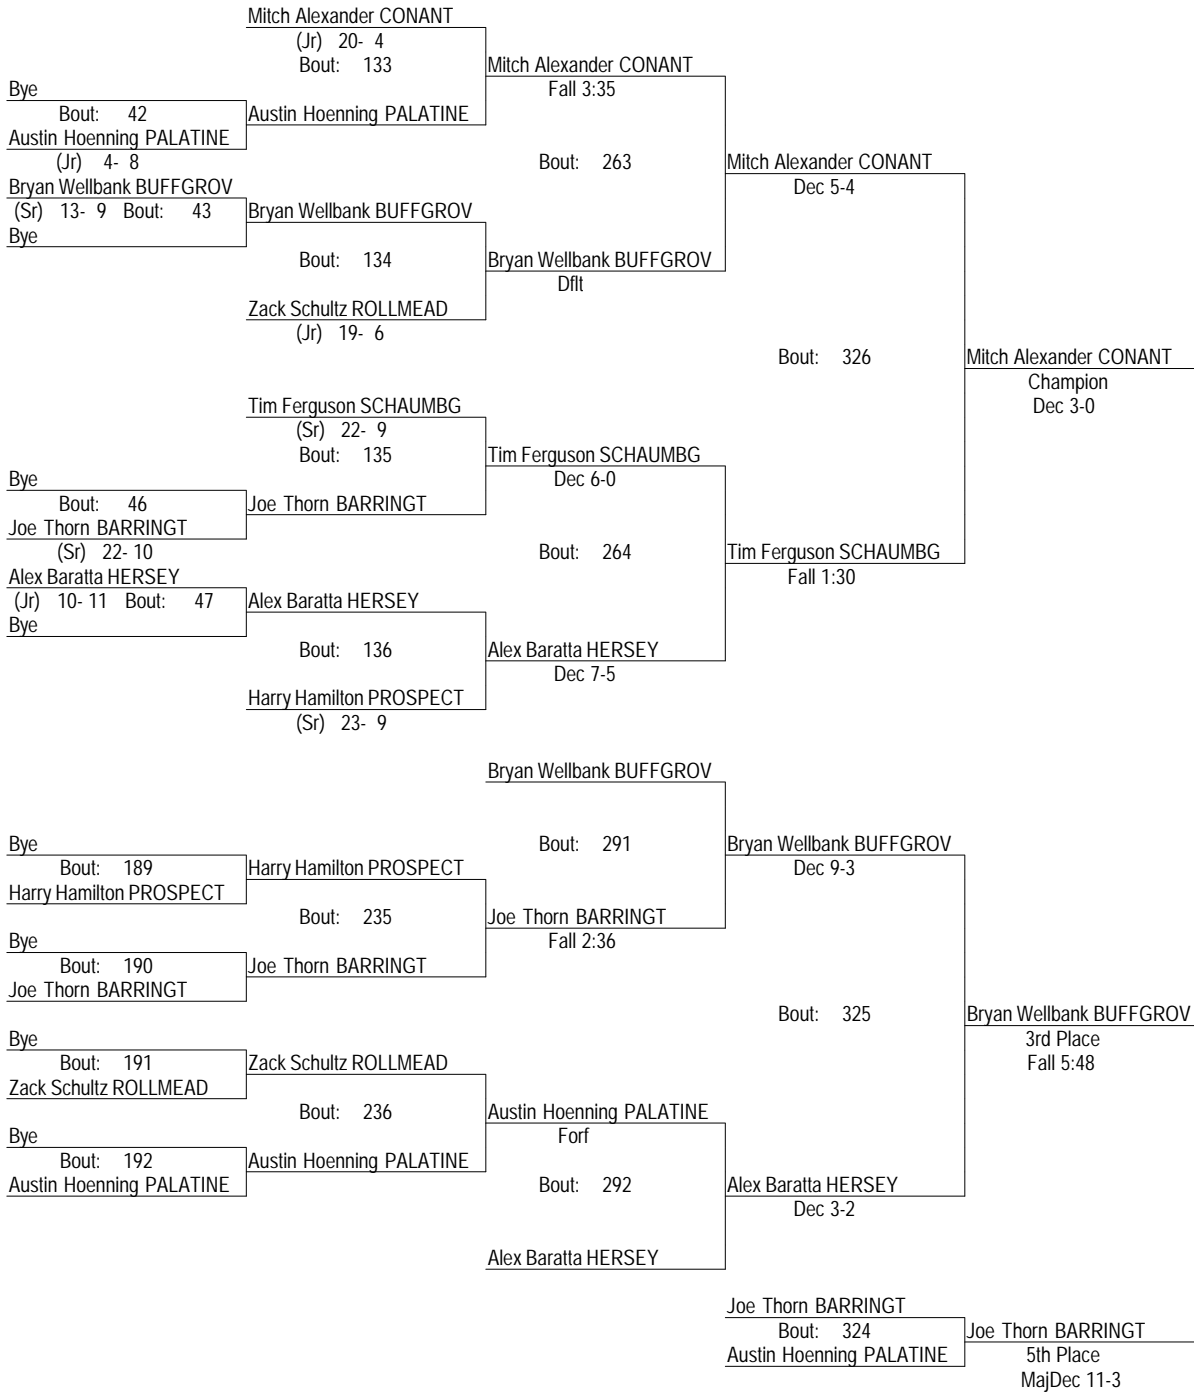 Mitch Alexander CONANT
(Jr) 20- 4
Bout: 133
Mitch Alexander CONANT
Fall 3:35
Bye
Bout: 42
Austin Hoenning PALATINE
Austin Hoenning PALATINE
(Jr) 4- 8
Bout: 263
Mitch Alexander CONANT
Dec 5-4
Bryan Wellbank BUFFGROV
(Sr) 13- 9 Bout: 43
Bryan Wellbank BUFFGROV
Bye
Bout: 134
Bryan Wellbank BUFFGROV
Dflt
Zack Schultz ROLLMEAD
(Jr) 19- 6
Bout: 326
Mitch Alexander CONANT
Champion
Dec 3-0
Tim Ferguson SCHAUMBG
(Sr) 22- 9
Bout: 135
Tim Ferguson SCHAUMBG
Dec 6-0
Bye
Bout: 46
Joe Thorn BARRINGT
Joe Thorn BARRINGT
(Sr) 22- 10
Bout: 264
Tim Ferguson SCHAUMBG
Fall 1:30
Alex Baratta HERSEY
(Jr) 10- 11 Bout: 47
Alex Baratta HERSEY
Bye
Bout: 136
Alex Baratta HERSEY
Dec 7-5
Harry Hamilton PROSPECT
(Sr) 23- 9
Bryan Wellbank BUFFGROV
Bout: 291
Bryan Wellbank BUFFGROV
Dec 9-3
Bye
Bout: 189
Harry Hamilton PROSPECT
Harry Hamilton PROSPECT
Bout: 235
Joe Thorn BARRINGT
Fall 2:36
Bye
Bout: 190
Joe Thorn BARRINGT
Joe Thorn BARRINGT
Bout: 325
Bryan Wellbank BUFFGROV
3rd Place
Fall 5:48
Bye
Bout: 191
Zack Schultz ROLLMEAD
Zack Schultz ROLLMEAD
Bout: 236
Austin Hoenning PALATINE
Forf
Bye
Bout: 192
Austin Hoenning PALATINE
Austin Hoenning PALATINE
Bout: 292
Alex Baratta HERSEY
Dec 3-2
Alex Baratta HERSEY
Joe Thorn BARRINGT
Bout: 324
Joe Thorn BARRINGT
Austin Hoenning PALATINE
5th Place
MajDec 11-3